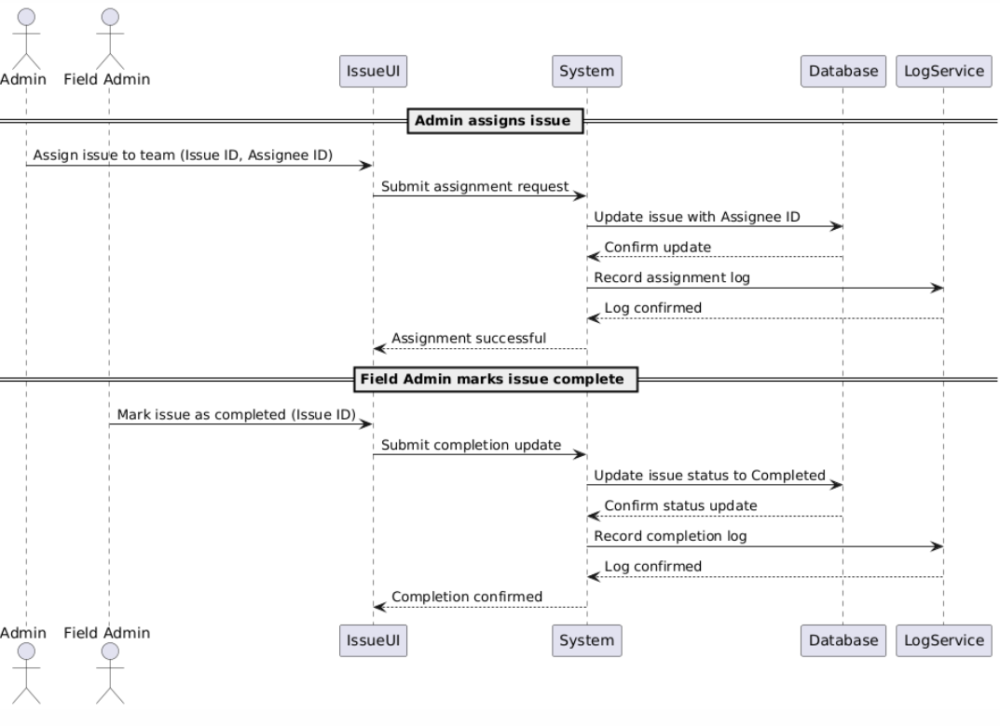 Admin
Field Admin
IssueUI
System
Database
LogService
Admin assigns issue
Assign issue to team (Issue ID, Assignee ID)
Submit assignment request
Update issue with Assignee ID
Confirm update
Record assignment log
Log confirmed
Assignment successful
Field Admin marks issue complete
Mark issue as completed (Issue ID)
Submit completion update
Update issue status to Completed
Confirm status update
Record completion log
Log confirmed
Completion confirmed
Admin
Field Admin
IssueUI
System
Database
LogService